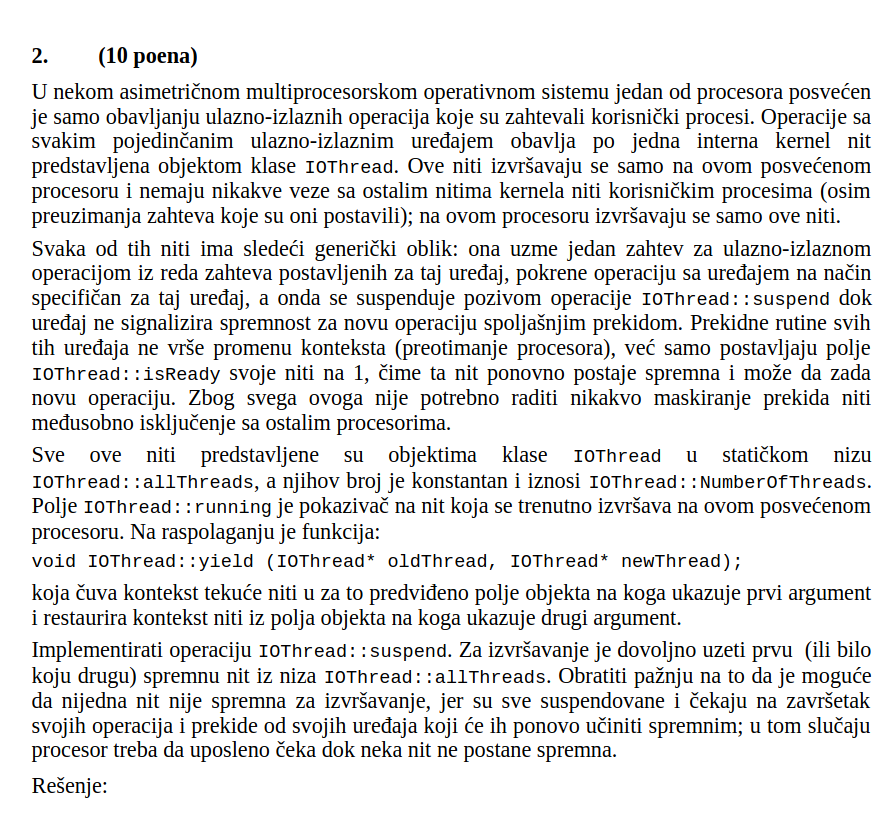 2. (10 poena)
U nekom asimetričnom multiprocesorskom operativnom sistemu jedan od procesora posvećen
je samo obavljanju ulazno-izlaznih operacija koje su zahtevali korisnički procesi. Operacije sa
svakim pojedinčanim ulazno-izlaznim uređajem obavlja po jedna interna kernel nit
predstavljena objektom klase IOThread. Ove niti izvršavaju se samo na ovom posvećenom
procesoru i nemaju nikakve veze sa ostalim nitima kernela niti korisničkim procesima (osim
preuzimanja zahteva koje su oni postavili); na ovom procesoru izvršavaju se samo ove niti.
Svaka od tih niti ima sledeći generički oblik: ona uzme jedan zahtev za ulazno-izlaznom
operacijom iz reda zahteva postavljenih za taj uređaj, pokrene operaciju sa uređajem na način
specifičan za taj uređaj, a onda se suspenduje pozivom operacije IOThread::suspend dok
uređaj ne signalizira spremnost za novu operaciju spoljašnjim prekidom. Prekidne rutine svih
tih uređaja ne vrše promenu konteksta (preotimanje procesora), već samo postavljaju polje
IOThread::isReady svoje niti na 1, čime ta nit ponovno postaje spremna i može da zada
novu operaciju. Zbog svega ovoga nije potrebno raditi nikakvo maskiranje prekida niti
međusobno isključenje sa ostalim procesorima.
Sve ove niti predstavljene su objektima klase IOThread u statičkom nizu
IOThread::allThreads, a njihov broj je konstantan i iznosi IOThread::NumberOfThreads.
Polje IOThread::running je pokazivač na nit koja se trenutno izvršava na ovom posvećenom
procesoru. Na raspolaganju je funkcija:
void IOThread::yield (IOThread* oldThread, IOThread* newThread);
koja čuva kontekst tekuće niti u za to predviđeno polje objekta na koga ukazuje prvi argument
i restaurira kontekst niti iz polja objekta na koga ukazuje drugi argument.
Implementirati operaciju IOThread::suspend. Za izvršavanje je dovoljno uzeti prvu (ili bilo
koju drugu) spremnu nit iz niza IOThread::allThreads. Obratiti pažnju na to da je moguće
da nijedna nit nije spremna za izvršavanje, jer su sve suspendovane i čekaju na završetak
svojih operacija i prekide od svojih uređaja koji će ih ponovo učiniti spremnim; u tom slučaju
procesor treba da uposleno čeka dok neka nit ne postane spremna.
Rešenje: